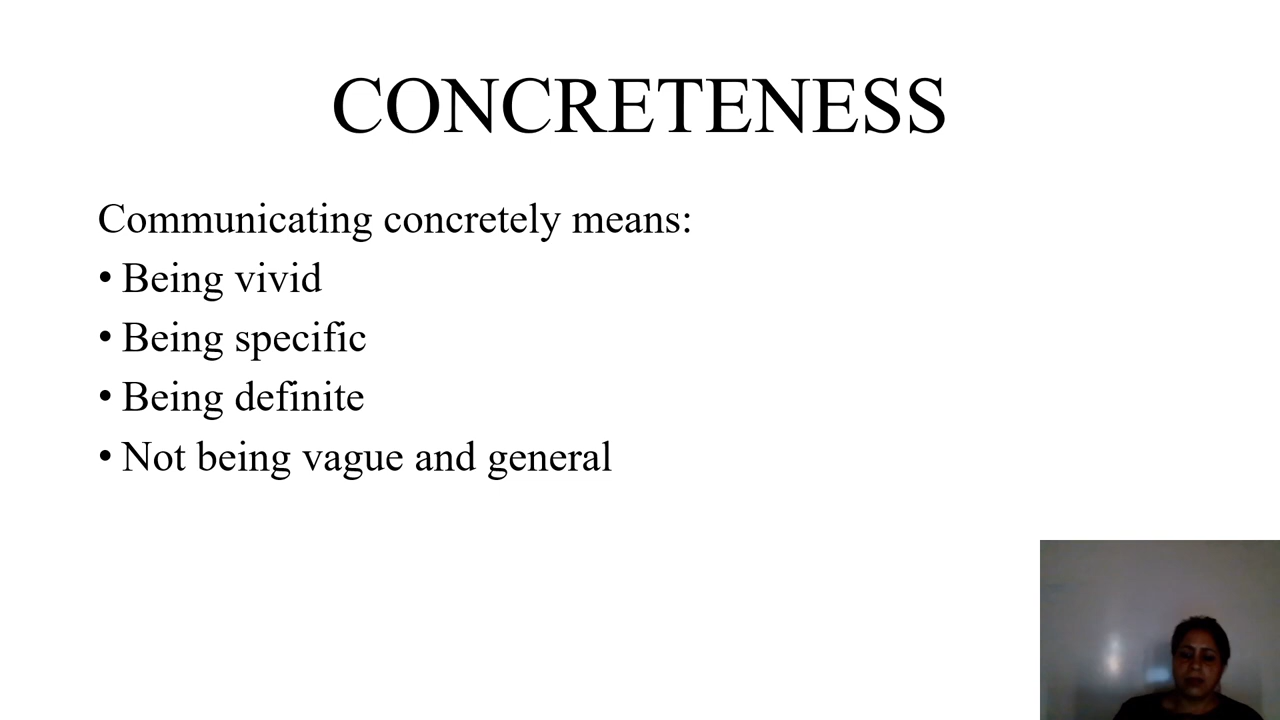 CONCRETENESS
Communicating concretely means:
• Being vivid
• Being specific
• Being definite
• Not being vague and general